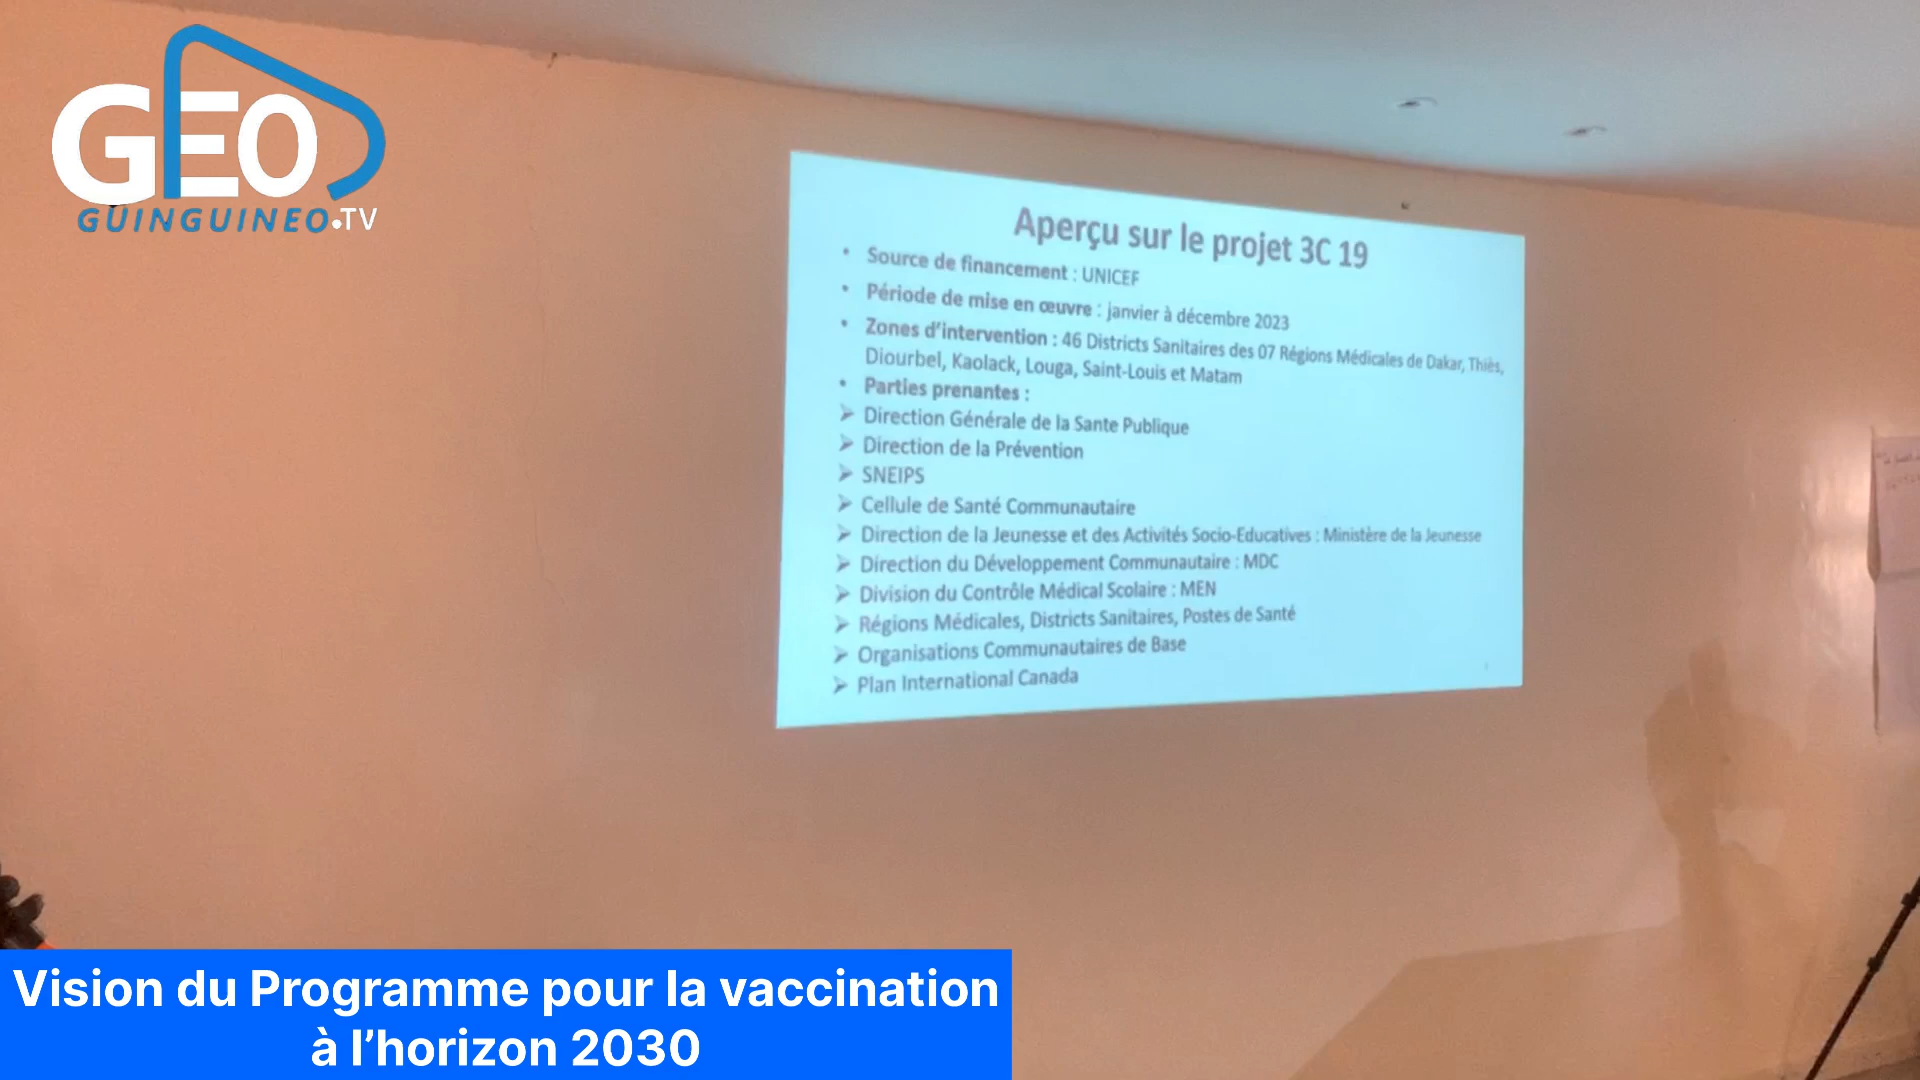 GEO
GUINGUINEO.TV
Aperçu sur le projet 3C 19
• Source de financement : UNICEF
• Période de mise en œuvre : janvier à décembre 2023
• Zones d'intervention : 46 Districts Sanitaires des 07 Régions Médicales de Dakar, Thiès,
Diourbel, Kaolack, Louga, Saint-Louis et Matam
• Parties prenantes :
➢ Direction Générale de la Sante Publique
➢ Direction de la Prévention
➢ SNEIPS
➢ Cellule de Santé Communautaire
➢ Direction de la Jeunesse et des Activités Socio-Educatives : Ministère de la Jeunesse
➢ Direction du Développement Communautaire : MDC
➢ Division du Contrôle Médical Scolaire : MEN
➢ Régions Médicales, Districts Sanitaires, Postes de Santé
➢ Organisations Communautaires de Base
➢ Plan International Canada
Vision du Programme pour la vaccination
à l’horizon 2030